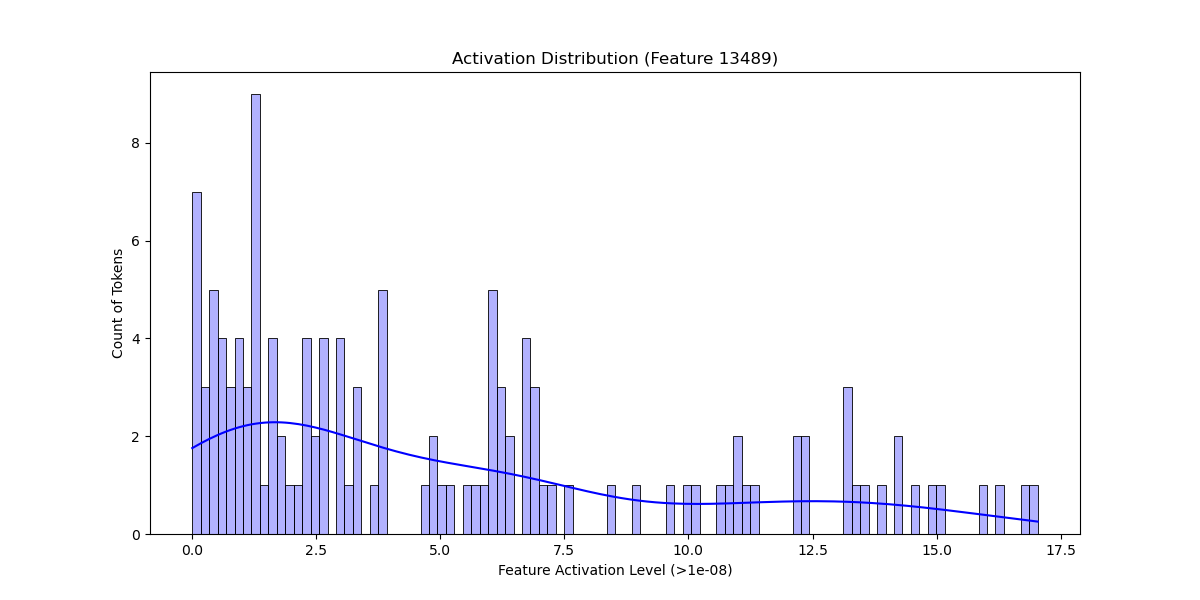 Activation Distribution (Feature 13489)
Count of Tokens
8
6
4
2
0
0.0 2.5 5.0 7.5 10.0 12.5 15.0 17.5
Feature Activation Level (>1e-08)